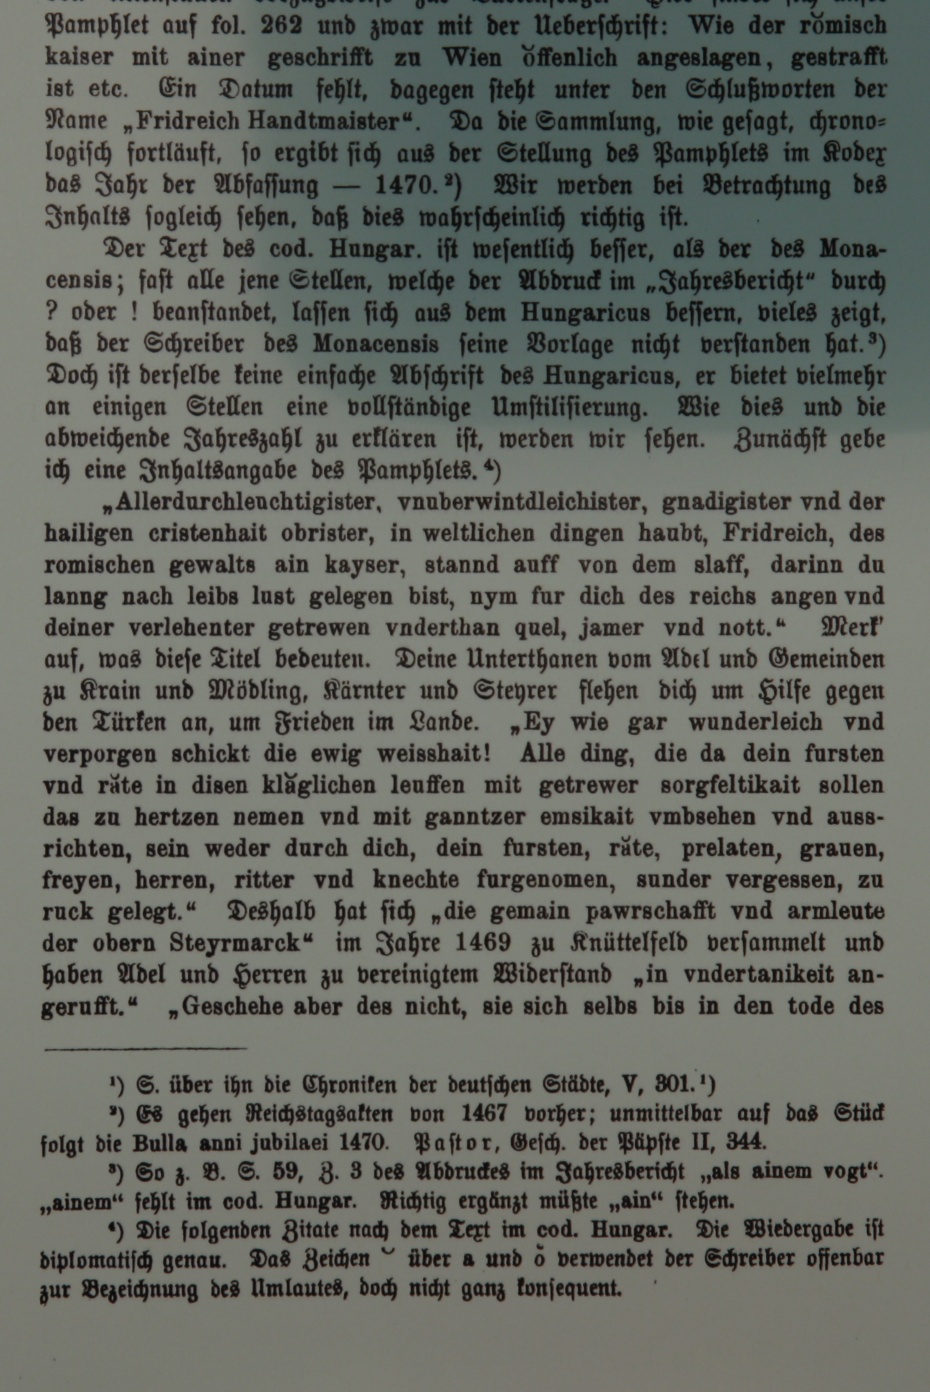 Pamphlet auf fol. 262 und zwar mit der Ueberschrift: Wie der rŏmisch
kaiser mit ainer geschrifft zu Wien ŏffenlich angeslagen, gestrafft
ist etc. Ein Datum fehlt, dagegen steht unter den Schlußworten der
Name „Fridreich Handtmaister“. Da die Sammlung, wie gesagt, chrono-
logisch fortläuft, so ergibt sich aus der Stellung des Pamphlets im Kodex
das Jahr der Abfassung — 1470.²) Wir werden bei Betrachtung des
Inhalts sogleich sehen, daß dies wahrscheinlich richtig ist.
Der Text des cod. Hungar. ist wesentlich besser, als der des Mona-
censis; fast alle jene Stellen, welche der Abdruck im „Jahresbericht“ durch
? oder ! beanstandet, lassen sich aus dem Hungaricus bessern, vieles zeigt,
daß der Schreiber des Monacensis seine Vorlage nicht verstanden hat.³)
Doch ist derselbe keine einfache Abschrift des Hungaricus, er bietet vielmehr
an einigen Stellen eine vollständige Umstilisierung. Wie dies und die
abweichende Jahreszahl zu erklären ist, werden wir sehen. Zunächst gebe
ich eine Inhaltsangabe des Pamphlets.⁴)
„Allerdurchleuchtigister, vnuberwintdleichister, gnadigister vnd der
hailigen cristenhait obrister, in weltlichen dingen haubt, Fridreich, des
romischen gewalts ain kayser, stannd auff von dem slaff, darinn du
lanng nach leibs lust gelegen bist, nym fur dich des reichs angen vnd
deiner verlehenter getrewen vnderthan quel, jamer vnd nott.“ Merk'
auf, was diese Titel bedeuten. Deine Unterthanen vom Adel und Gemeinden
zu Krain und Mödling, Kärnter und Steyrer flehen dich um Hilfe gegen
den Türken an, um Frieden im Lande. „Ey wie gar wunderleich vnd
verporgen schickt die ewig weisshait! Alle ding, die da dein fursten
vnd răte in disen klăglichen leuffen mit getrewer sorgfeltikait sollen
das zu hertzen nemen vnd mit ganntzer emsikait vmbsehen vnd auss-
richten, sein weder durch dich, dein fursten, răte, prelaten, grauen,
freyen, herren, ritter vnd knechte furgenomen, sunder vergessen, zu
ruck gelegt.“ Deshalb hat sich „die gemain pawrschafft vnd armleute
der obern Steyrmarck“ im Jahre 1469 zu Knüttelfeld versammelt und
haben Adel und Herren zu vereinigtem Widerstand „in vndertanikeit an-
gerufft.“ „Geschehe aber des nicht, sie sich selbs bis in den tode des
¹) S. über ihn die Chroniken der deutschen Städte, V, 301.¹)
²) Es gehen Reichstagsakten von 1467 vorher; unmittelbar auf das Stück
folgt die Bulla anni jubilaei 1470. Pastor, Gesch. der Päpste II, 344.
³) So z. B. S. 59, Z. 3 des Abdruckes im Jahresbericht „als ainem vogt“.
„ainem“ fehlt im cod. Hungar. Richtig ergänzt müßte „ain“ stehen.
⁴) Die folgenden Zitate nach dem Text im cod. Hungar. Die Wiedergabe ist
diplomatisch genau. Das Zeichen ˘ über a und ŏ verwendet der Schreiber offenbar
zur Bezeichnung des Umlautes, doch nicht ganz konsequent.